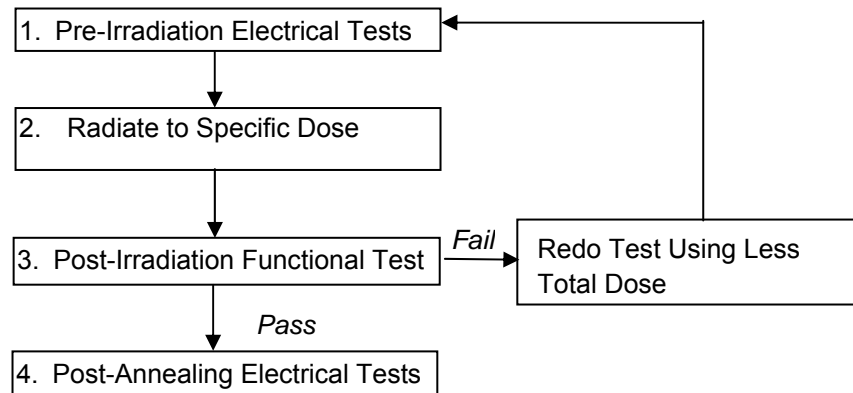 1. Pre-Irradiation Electrical Tests
2. Radiate to Specific Dose
3. Post-Irradiation Functional Test
Fail
Redo Test Using Less
Total Dose
Pass
4. Post-Annealing Electrical Tests